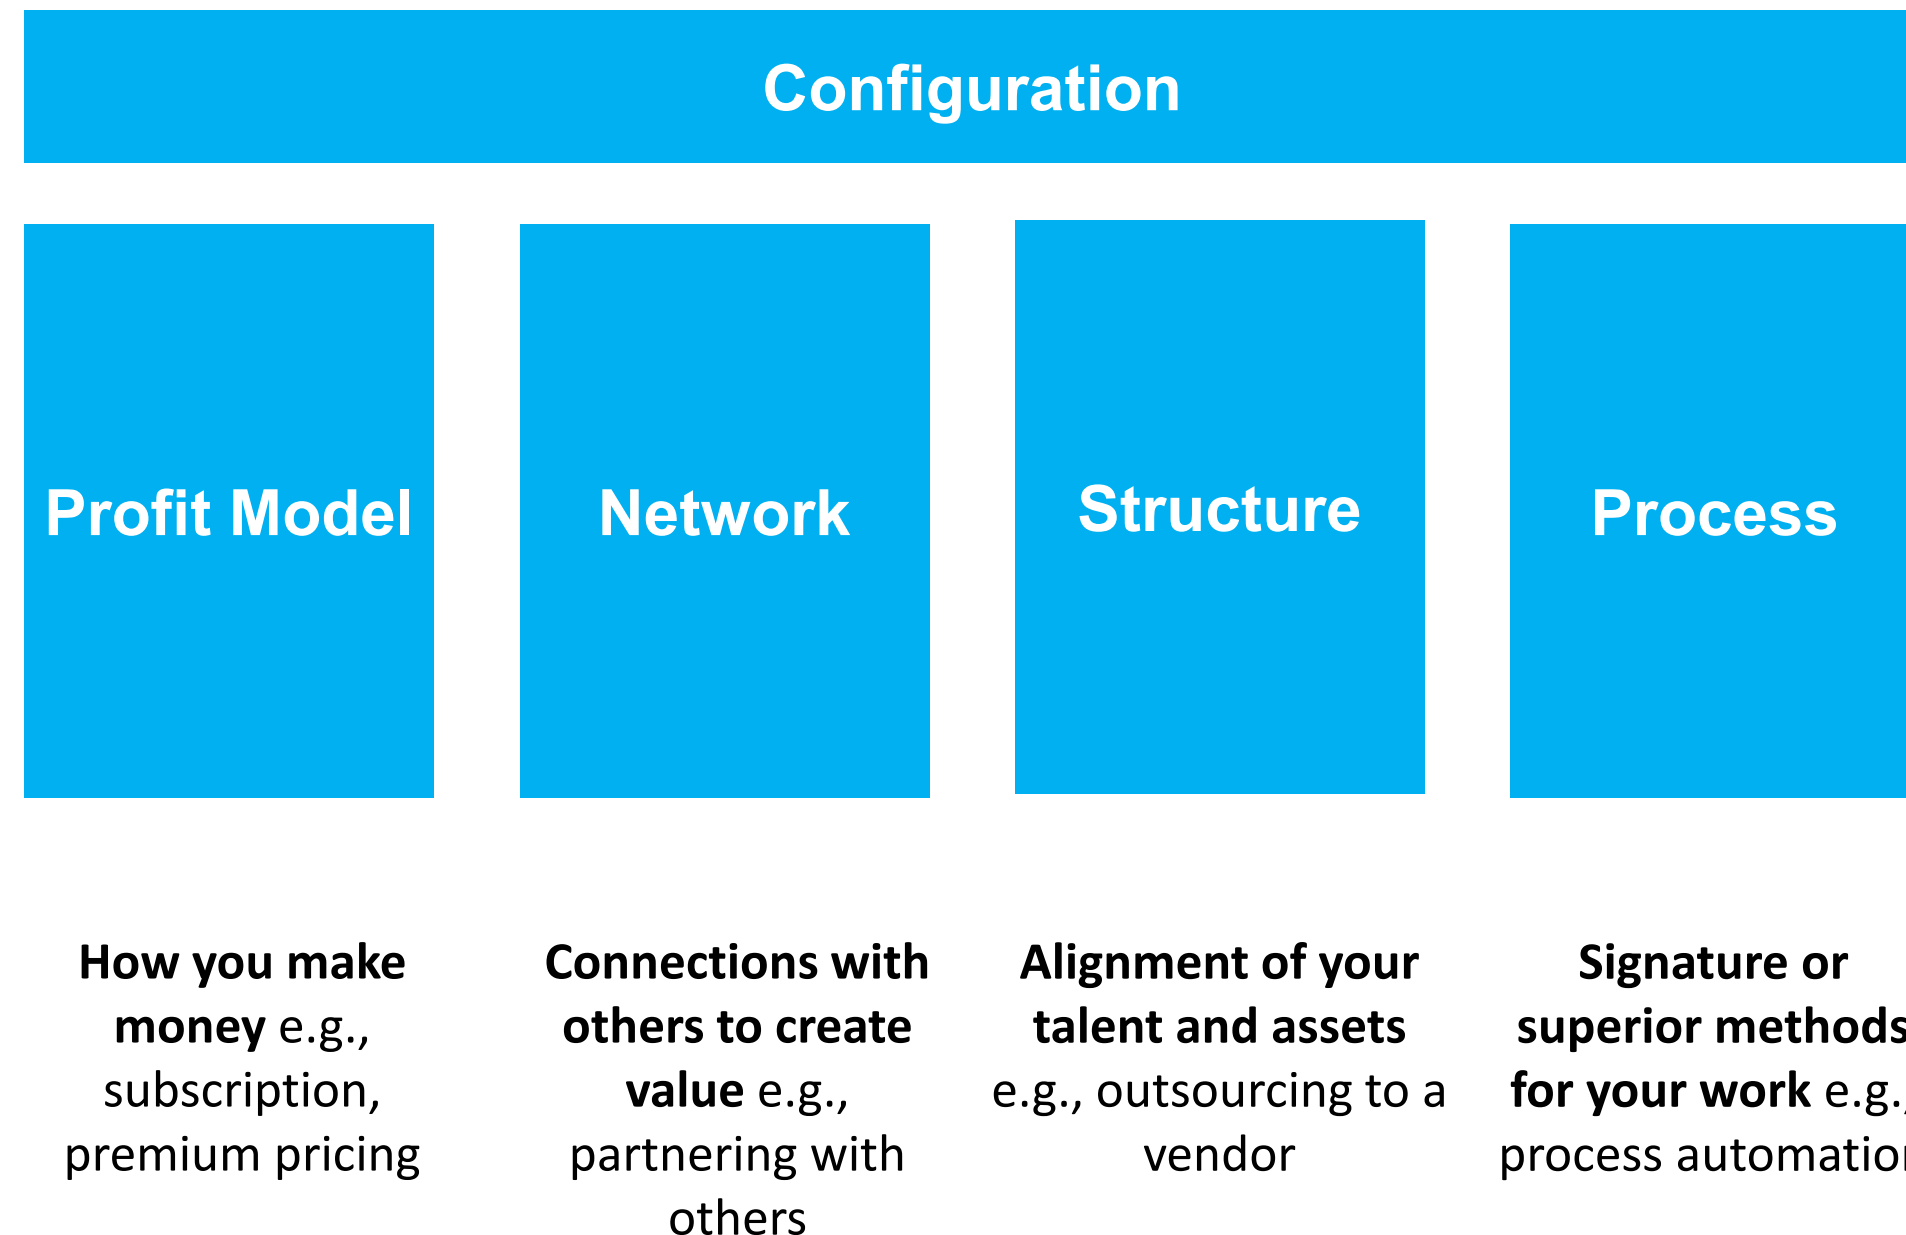 Configuration
Profit Model
Network
Structure
Process
How you make
money e.g.,
subscription,
premium pricing
Connections with
others to create
value e.g.,
partnering with
others
Alignment of your
talent and assets
e.g., outsourcing to a
vendor
Signature or
superior methods
for your work e.g.,
process automation